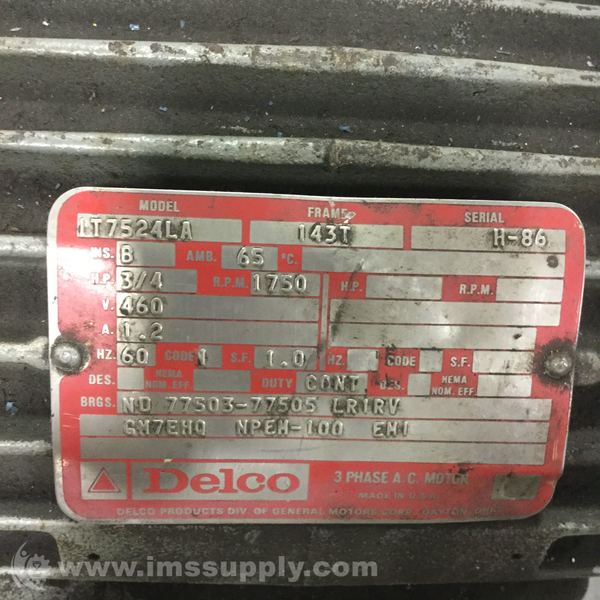 MODEL FRAME SERIAL
1T7524LA 143T H-86
INS. B AMB. 65 °C.
H.P. 3/4 R.P.M. 1750 H.P. R.P.M.
V. 460
A. 1.2
HZ. 60 CODE S.F. 1.0 HZ. CODE S.F.
DES. NEMA NOM. EFF. DUTY CONT. DES. NEMA NOM. EFF.
BRGS. ND 77503-77505 LRIRV
GM7EHQ NPEM-100
Delco 3 PHASE A.C. MOTOR
MADE IN U.S.A.
DELCO PRODUCTS DIV. OF GENERAL MOTORS CORP., DAYTON, OHIO
www.imssupply.com